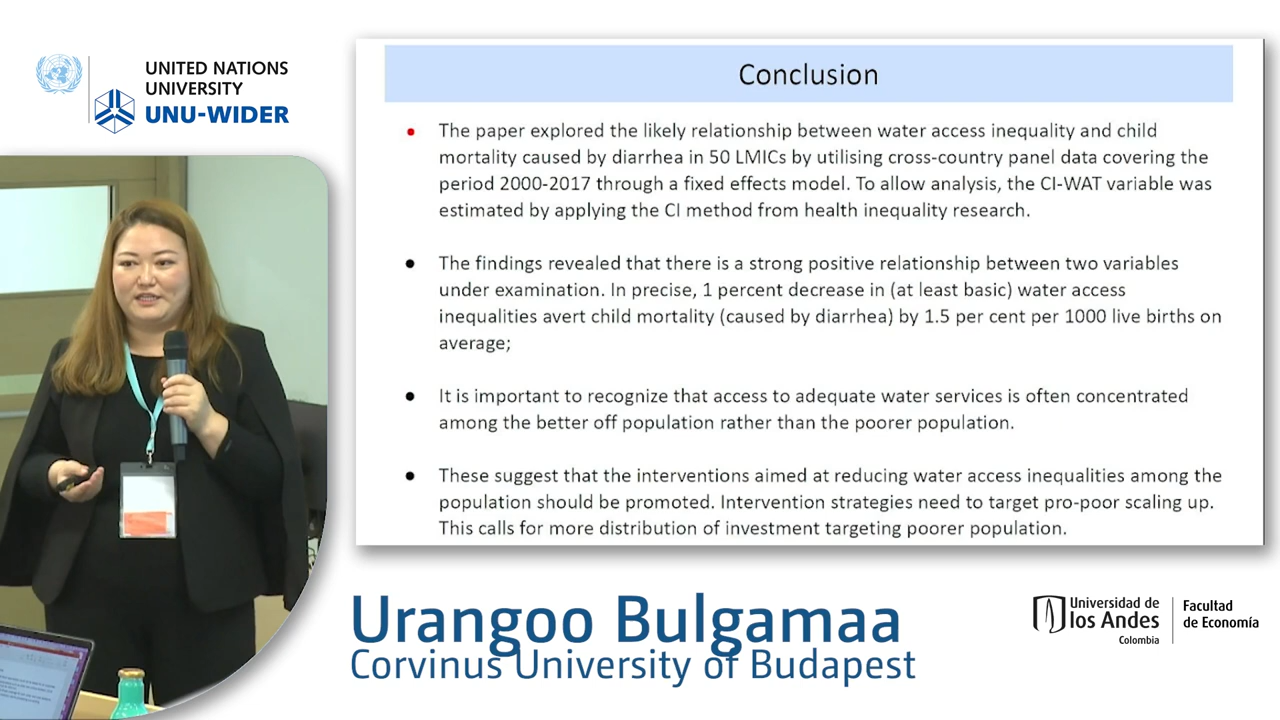 UNITED NATIONS
UNIVERSITY
UNU-WIDER
Conclusion
The paper explored the likely relationship between water access inequality and child
mortality caused by diarrhea in 50 LMICs by utilising cross-country panel data covering the
period 2000-2017 through a fixed effects model. To allow analysis, the CI-WAT variable was
estimated by applying the CI method from health inequality research.
The findings revealed that there is a strong positive relationship between two variables
under examination. In precise, 1 percent decrease in (at least basic) water access
inequalities avert child mortality (caused by diarrhea) by 1.5 per cent per 1000 live births on
average;
It is important to recognize that access to adequate water services is often concentrated
among the better off population rather than the poorer population.
These suggest that the interventions aimed at reducing water access inequalities among the
population should be promoted. Intervention strategies need to target pro-poor scaling up.
This calls for more distribution of investment targeting poorer population.
Urangoo Bulgamaa
Corvinus University of Budapest
Universidad de
los Andes
Colombia
Facultad
de Economía